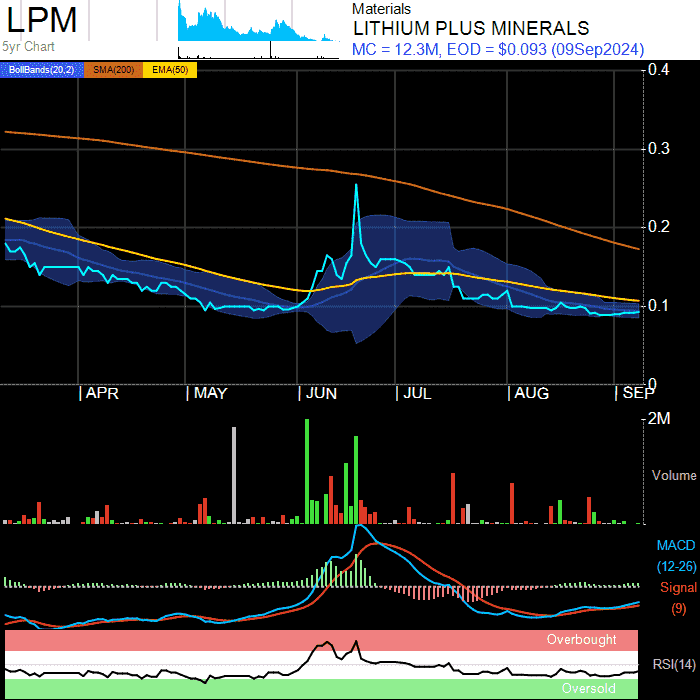 LPM
5yr Chart
Materials
LITHIUM PLUS MINERALS
MC = 12.3M, EOD = $0.093 (09Sep2024)
BollBands(20,2) SMA(200) EMA(50)
0.4
0.3
0.2
0.1
0
APR MAY JUN JUL AUG SEP
2M
Volume
MACD
(12-26)
Signal
(9)
Overbought
RSI(14)
Oversold